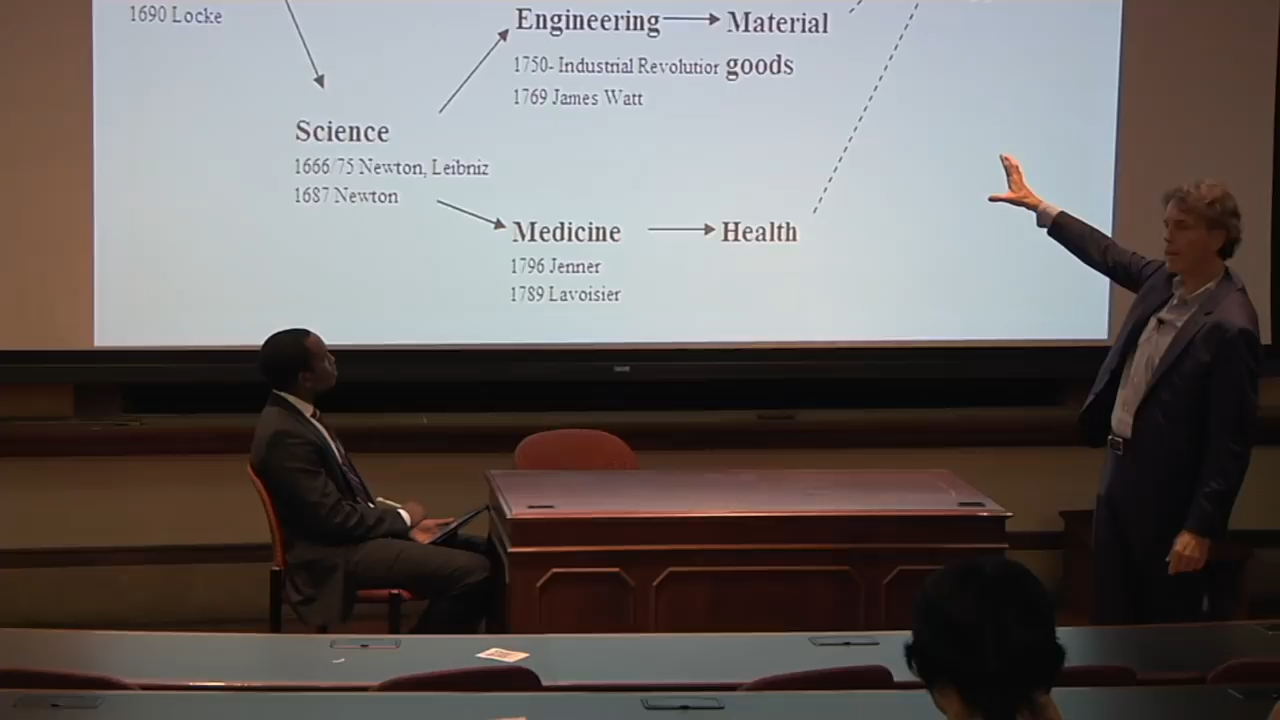 1690 Locke
Engineering
Material
1750- Industrial Revolutior
goods
1769 James Watt
Science
1666/75 Newton, Leibniz
1687 Newton
Medicine
Health
1796 Jenner
1789 Lavoisier